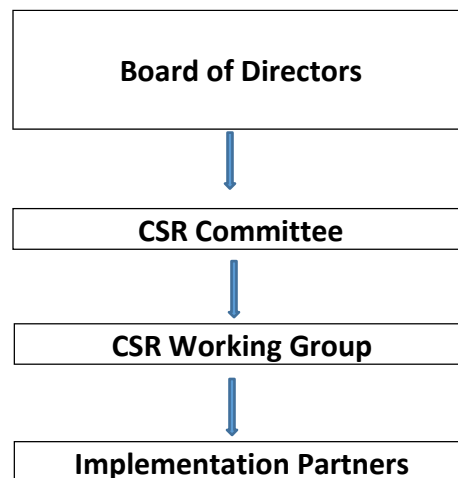 Board of Directors
CSR Committee
CSR Working Group
Implementation Partners